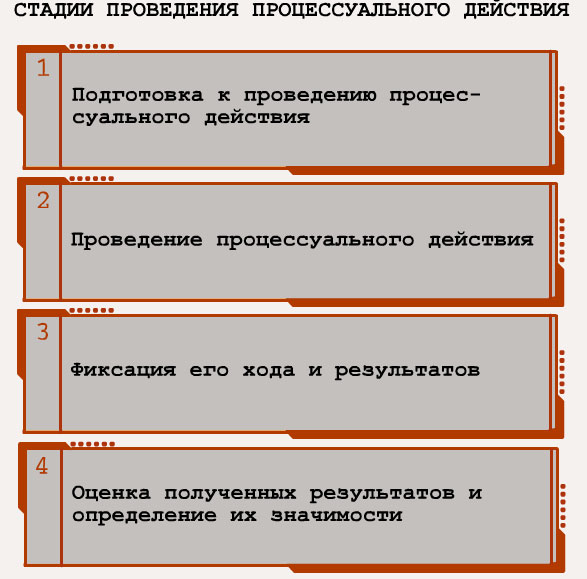 СТАДИИ ПРОВЕДЕНИЯ ПРОЦЕССУАЛЬНОГО ДЕЙСТВИЯ
1
Подготовка к проведению процес-
суального действия
2
Проведение процессуального действия
3
Фиксация его хода и результатов
4
Оценка полученных результатов и
определение их значимости